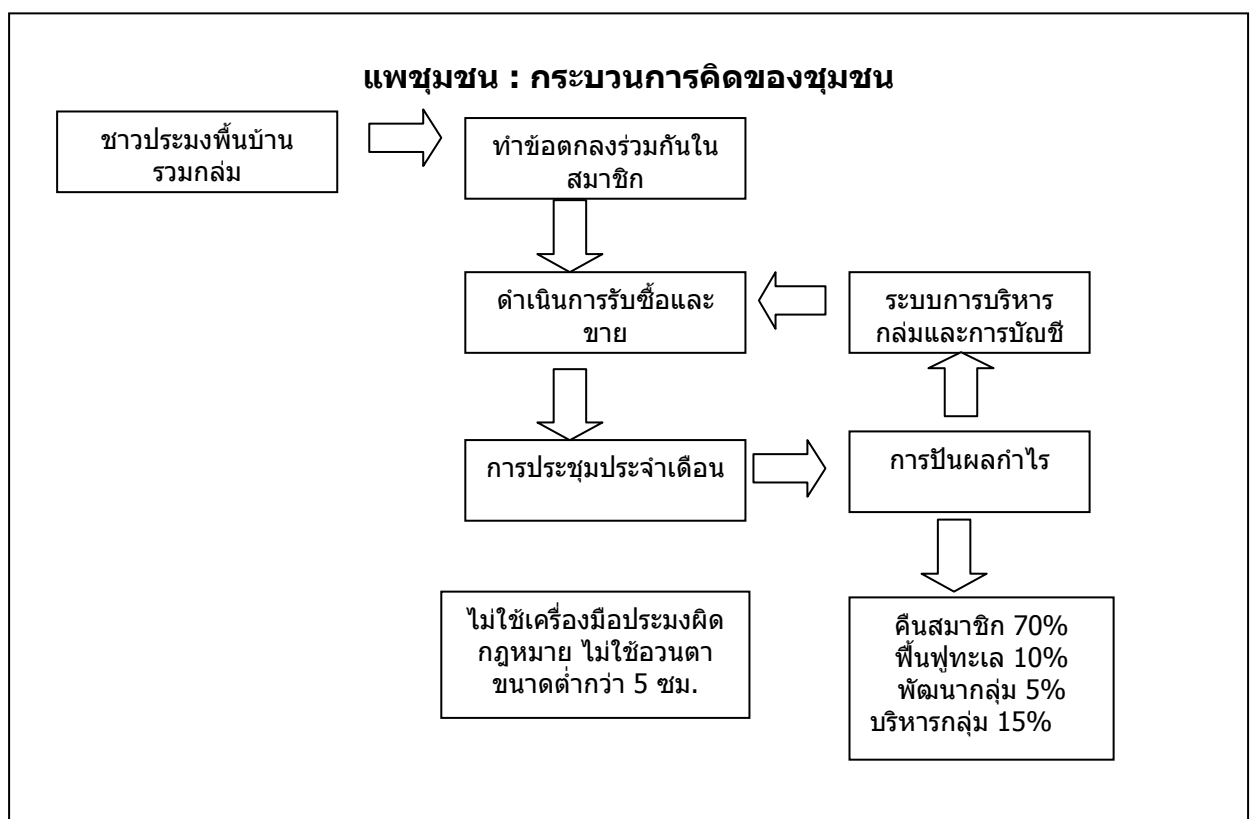 แพชุมชน : กระบวนการคิดของชุมชน
ชาวประมงพื้นบ้าน
รวมกล่ม
ทำข้อตกลงร่วมกันใน
สมาชิก
ดำเนินการรับซื้อและ
ขาย
ระบบการบริหาร
กล่มและการบัญชี
การประชุมประจำเดือน
การปันผลกำไร
ไม่ใช้เครื่องมือประมงผิด
กฎหมาย ไม่ใช้อวนตา
ขนาดต่ำกว่า 5 ซม.
คืนสมาชิก 70%
ฟื้นฟูทะเล 10%
พัฒนากลุ่ม 5%
บริหารกลุ่ม 15%